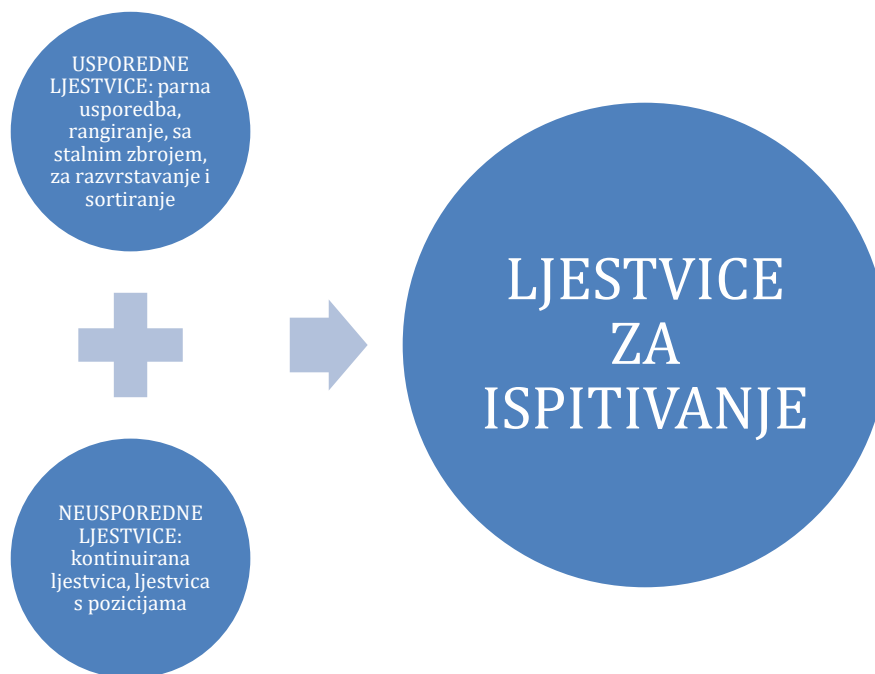 USPOREDNE
LJESTVICE: parna
usporedba,
rangiranje, sa
stalnim zbrojem,
za razvrstavanje i
sortiranje
NEUSPOREDNE
LJESTVICE:
kontinuirana
ljestvica, ljestvica
s pozicijama
LJESTVICE
ZA
ISPITIVANJE